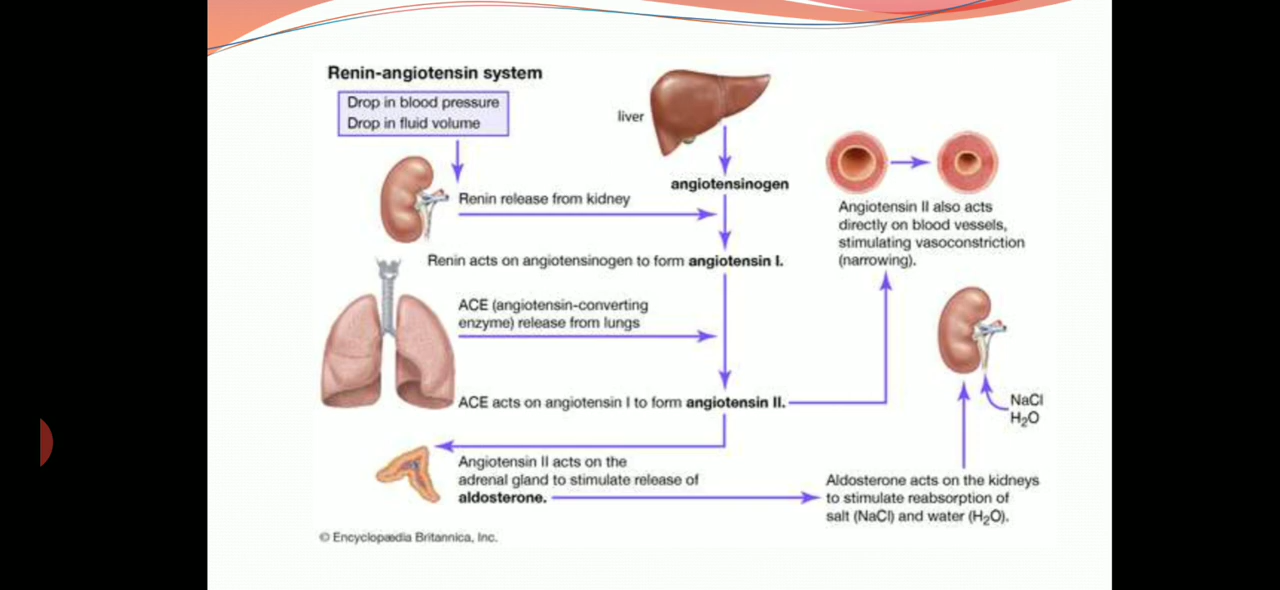 Renin-angiotensin system
Drop in blood pressure
Drop in fluid volume
liver
angiotensinogen
Renin release from kidney
Renin acts on angiotensinogen to form angiotensin I.
ACE (angiotensin-converting
enzyme) release from lungs
ACE acts on angiotensin I to form angiotensin II.
Angiotensin II also acts
directly on blood vessels,
stimulating vasoconstriction
(narrowing).
NaCl
H₂O
Angiotensin II acts on the
adrenal gland to stimulate release of
aldosterone.
Aldosterone acts on the kidneys
to stimulate reabsorption of
salt (NaCl) and water (H₂O).
© Encyclopædia Britannica, Inc.